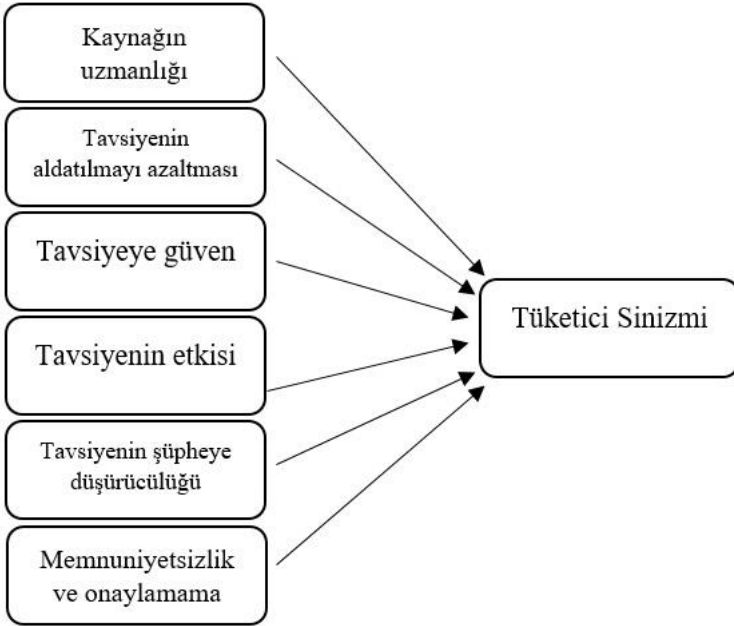 Kaynağın
uzmanlığı
Tavsiyenin
aldatılmayı azaltması
Tavsiyeye güven
Tavsiyenin etkisi
Tavsiyenin şüpheye
düşürücülüğü
Memnuniyetsizlik
ve onaylamama
Tüketici Sinizmi